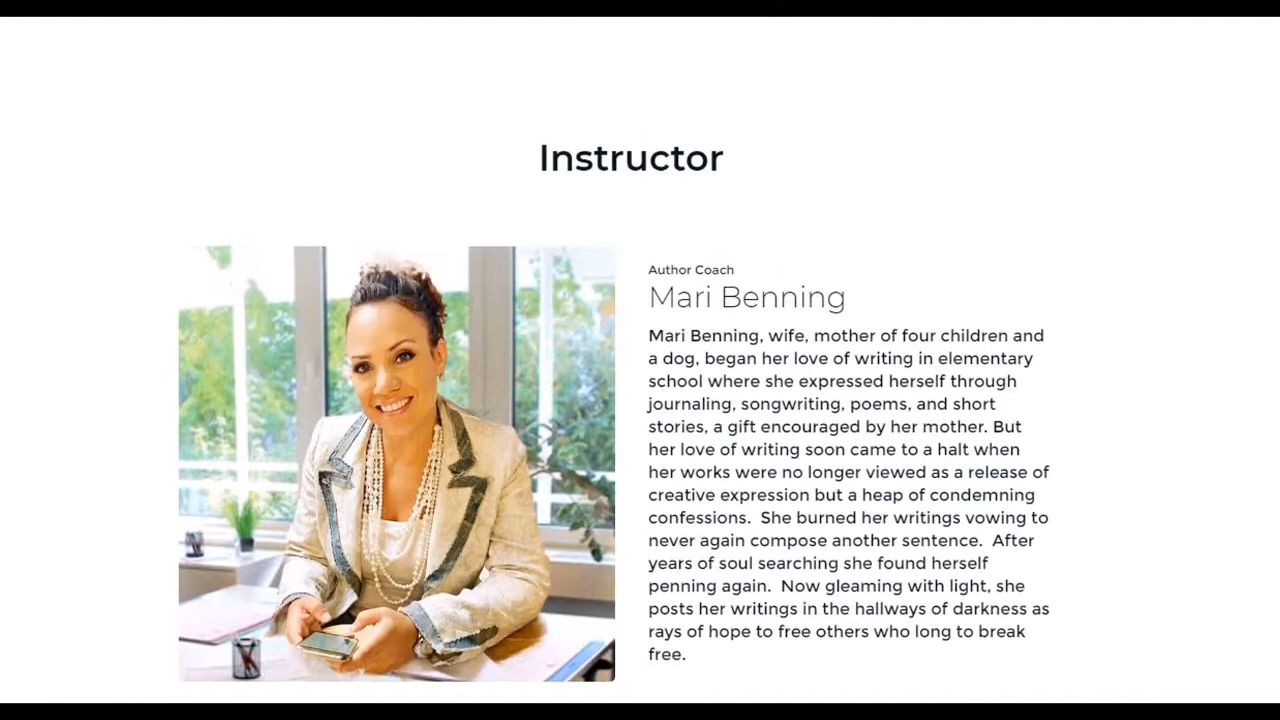 Instructor
Author Coach
Mari Benning
Mari Benning, wife, mother of four children and
a dog, began her love of writing in elementary
school where she expressed herself through
journaling, songwriting, poems, and short
stories, a gift encouraged by her mother. But
her love of writing soon came to a halt when
her works were no longer viewed as a release of
creative expression but a heap of condemning
confessions.  She burned her writings vowing to
never again compose another sentence.  After
years of soul searching she found herself
penning again.  Now gleaming with light, she
posts her writings in the hallways of darkness as
rays of hope to free others who long to break
free.